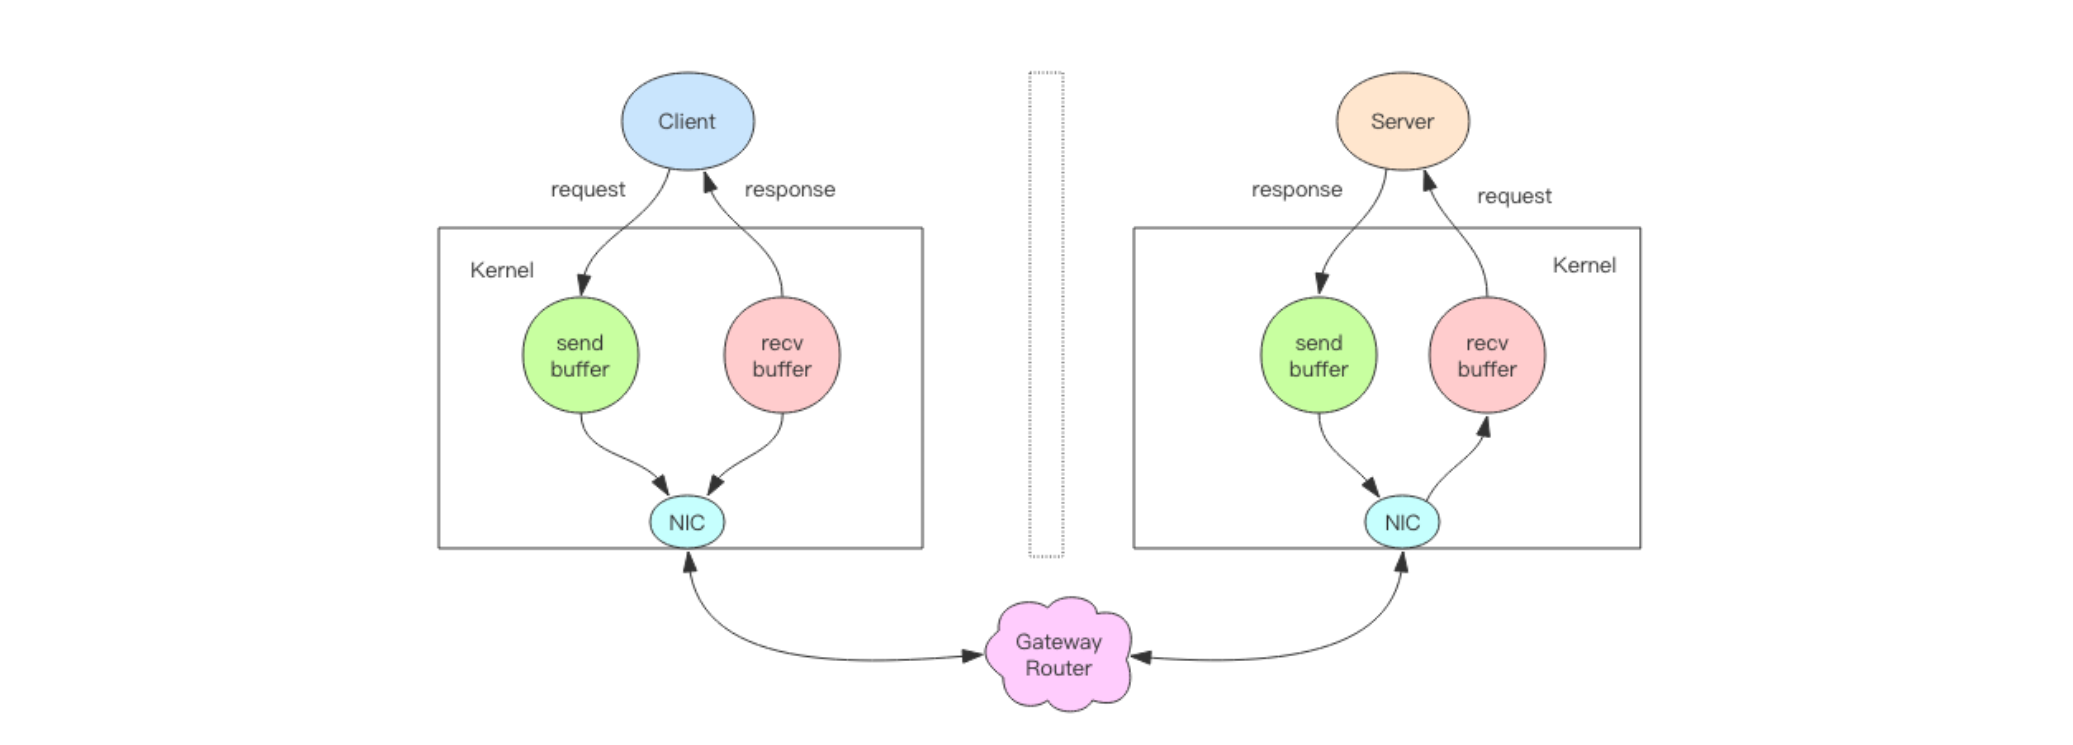 Client
Server
request
response
response
request
Kernel
Kernel
send
buffer
recv
buffer
send
buffer
recv
buffer
NIC
NIC
Gateway
Router